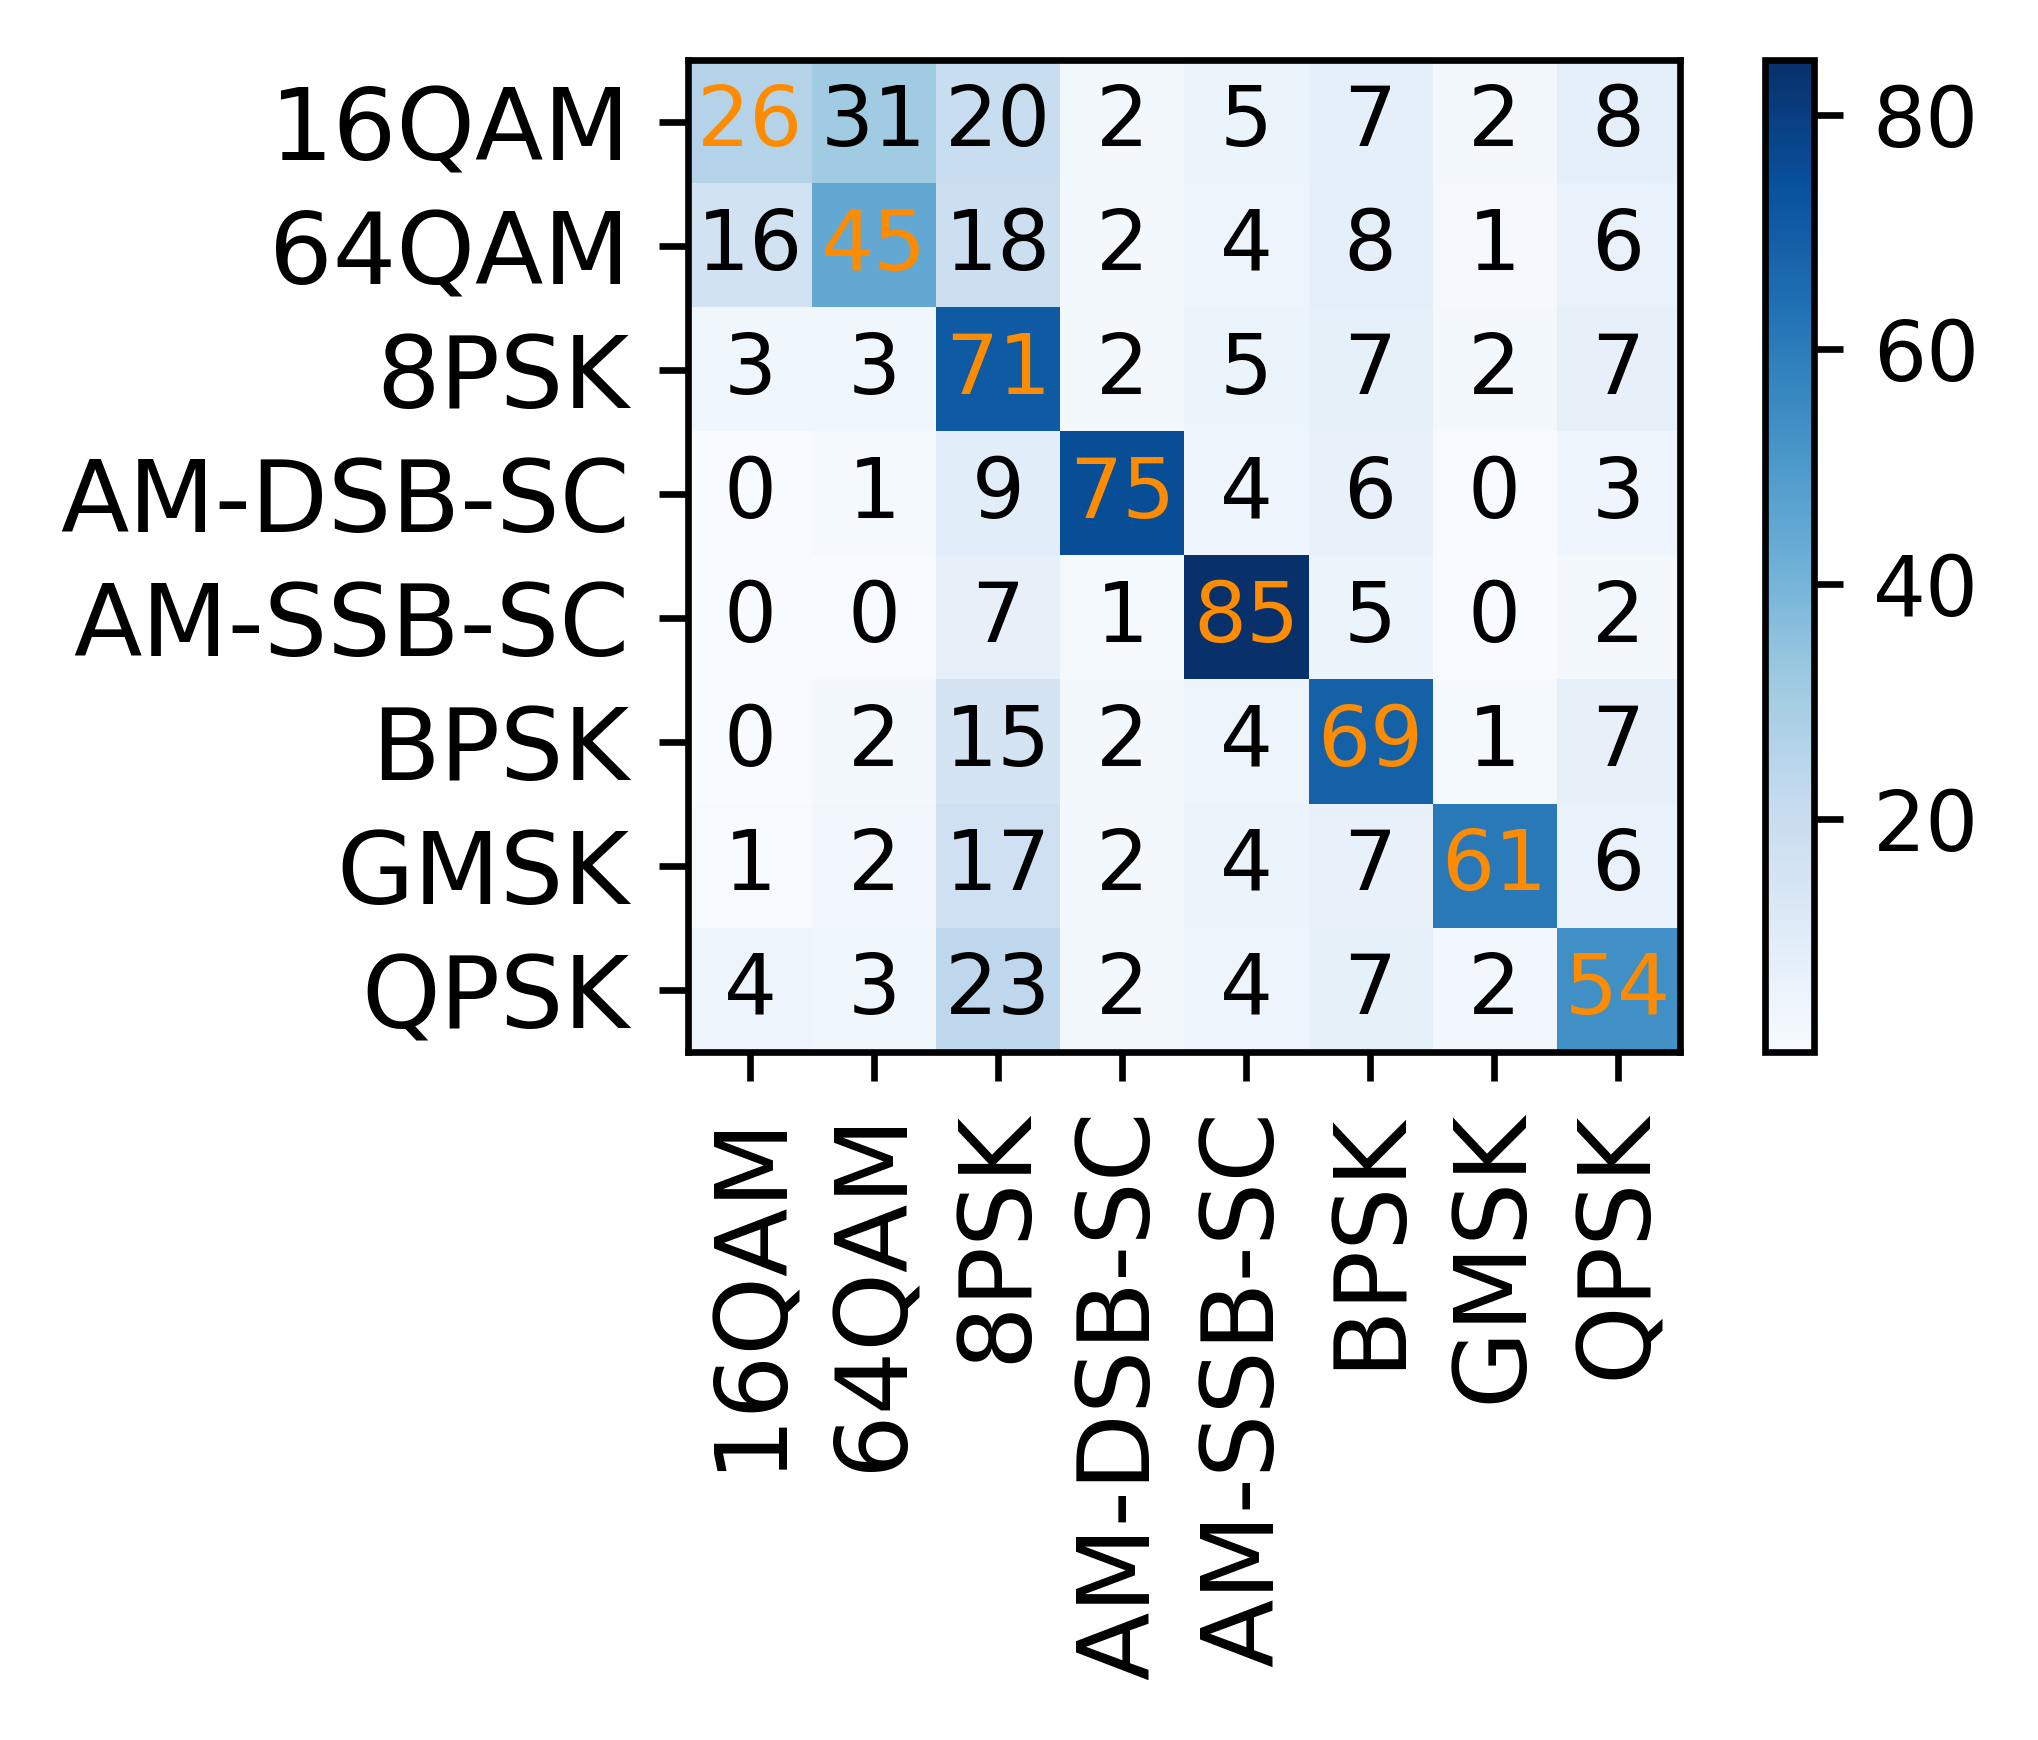 16QAM 26 31 20 2 5 7 2 8
64QAM 16 45 18 2 4 8 1 6
8PSK 3 3 71 2 5 7 2 7
AM-DSB-SC 0 1 9 75 4 6 0 3
AM-SSB-SC 0 0 7 1 85 5 0 2
BPSK 0 2 15 2 4 69 1 7
GMSK 1 2 17 2 4 7 61 6
QPSK 4 3 23 2 4 7 2 54
16QAM
64QAM
8PSK
AM-DSB-SC
AM-SSB-SC
BPSK
GMSK
QPSK
80
60
40
20